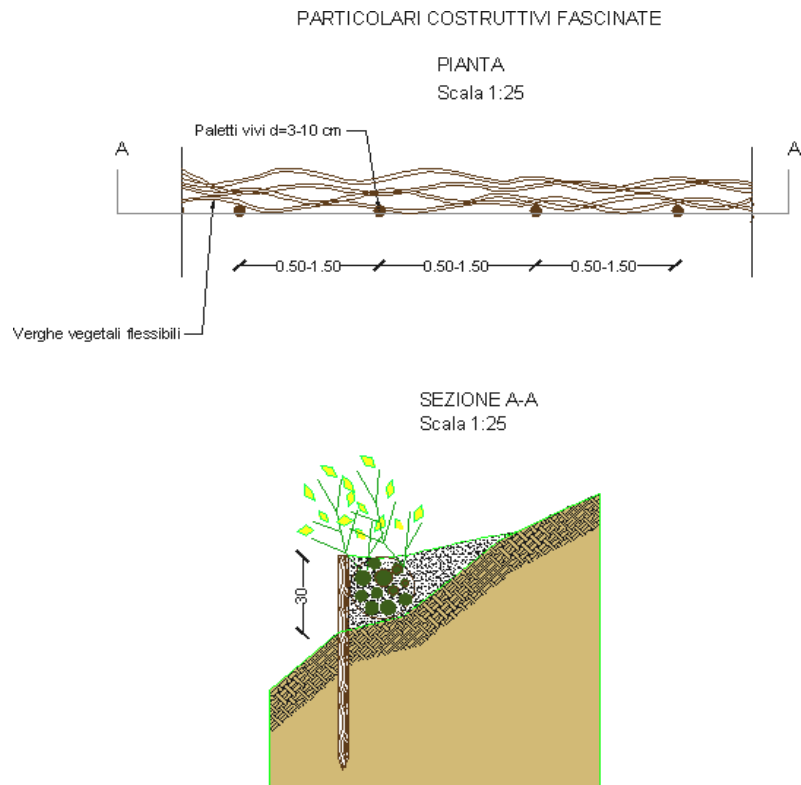 PARTICOLARI COSTRUTTIVI FASCINATE
PIANTA
Scala 1:25
Paletti vivi d=3-10 cm
A
A
0.50-1.50
0.50-1.50
0.50-1.50
Verghe vegetali flessibili
SEZIONE A-A
Scala 1:25
30